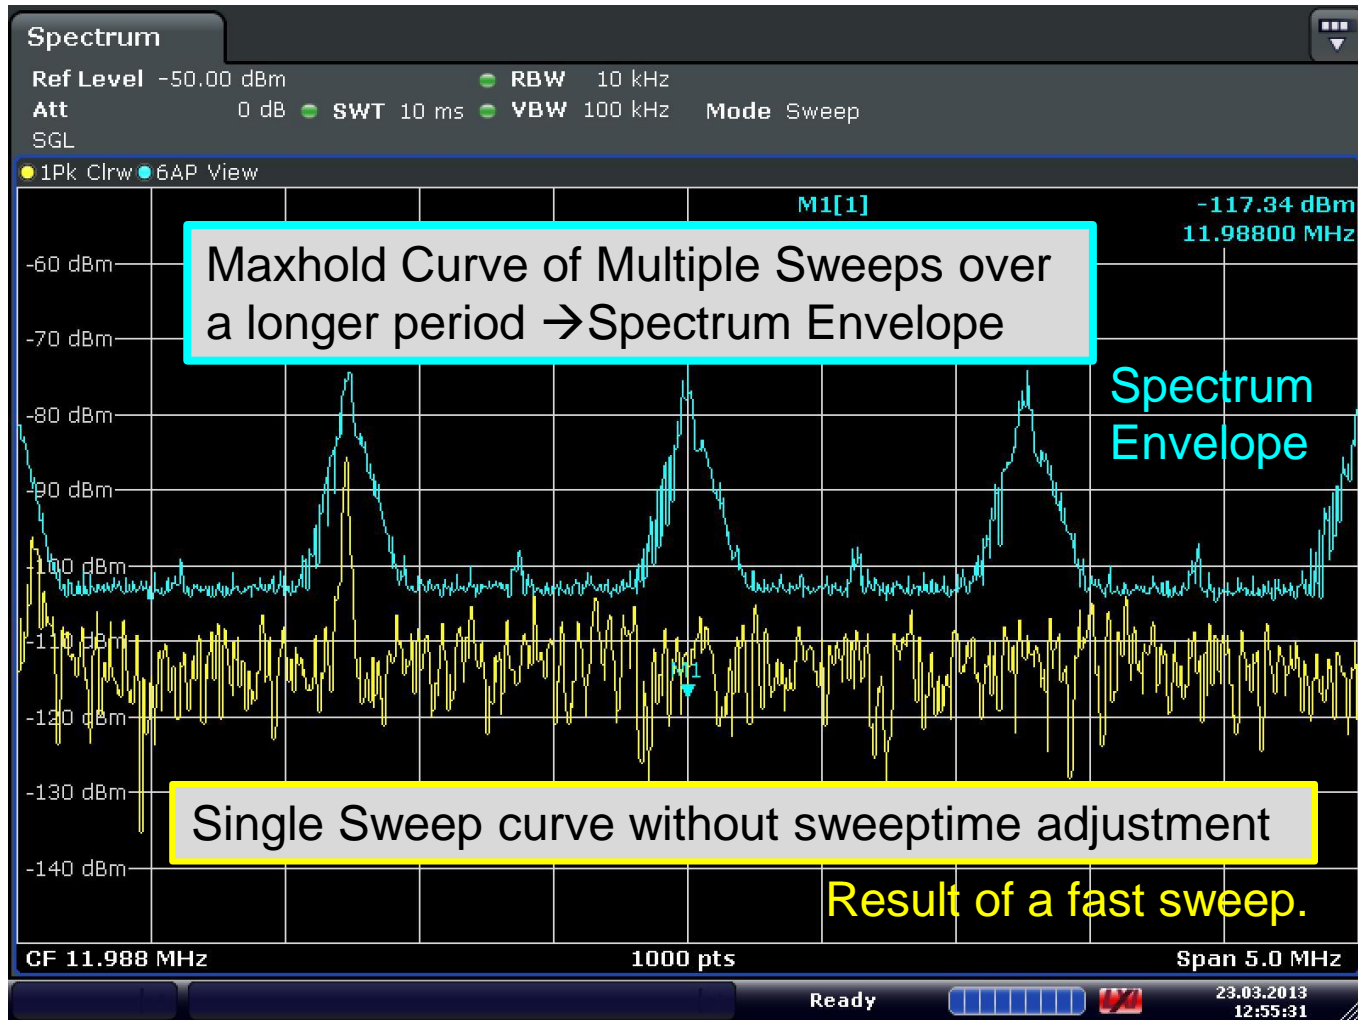 Spectrum
Ref Level -50.00 dBm RBW 10 kHz
Att 0 dB SWT 10 ms VBW 100 kHz Mode Sweep
SGL
1Pk Clrw 6AP View
M1[1] -117.34 dBm
11.98800 MHz
Maxhold Curve of Multiple Sweeps over
a longer period →Spectrum Envelope
-60 dBm
-70 dBm
Spectrum
Envelope
-80 dBm
-90 dBm
-100 dBm
-110 dBm
M1
-120 dBm
-130 dBm
Single Sweep curve without sweeptime adjustment
-140 dBm
Result of a fast sweep.
CF 11.988 MHz 1000 pts Span 5.0 MHz
Ready 23.03.2013
12:55:31